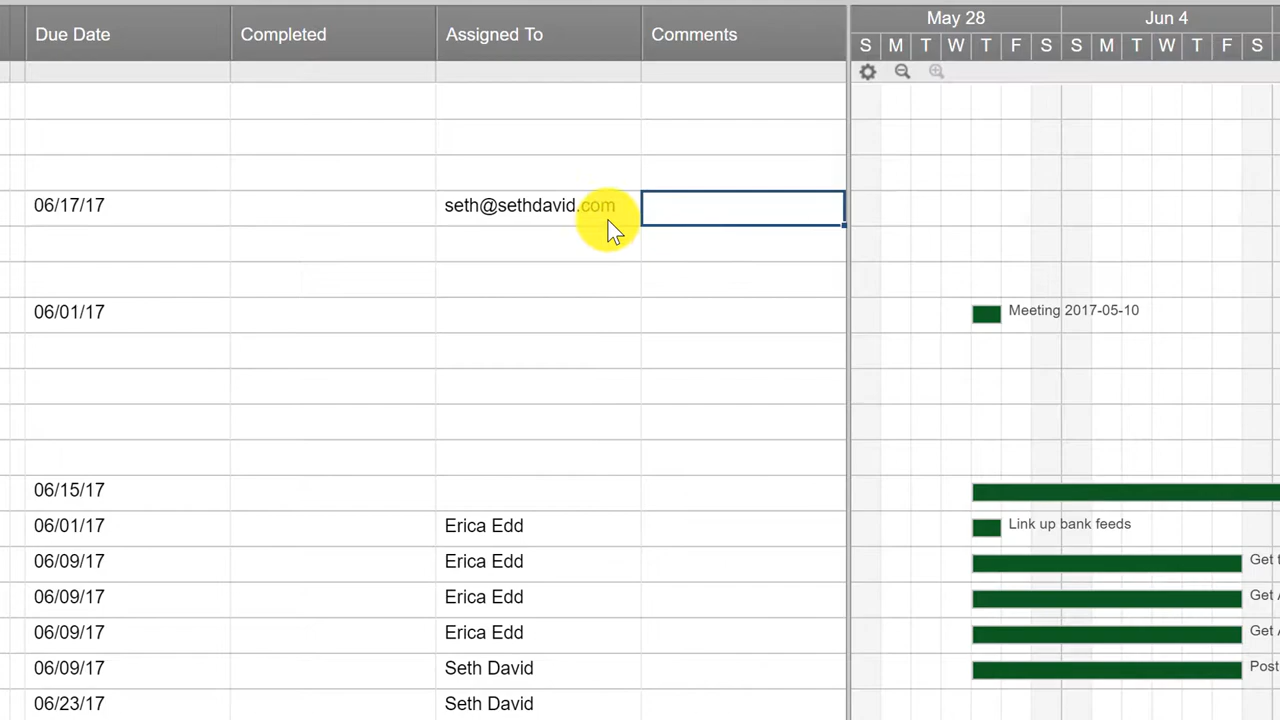 Due Date Completed Assigned To Comments May 28 Jun 4
S M T W T F S S M T W T F S
06/17/17 seth@sethdavid.com
06/01/17 Meeting 2017-05-10
06/15/17
06/01/17 Erica Edd Link up bank feeds
06/09/17 Erica Edd Get
06/09/17 Erica Edd Get
06/09/17 Erica Edd Get
06/09/17 Seth David Post
06/23/17 Seth David